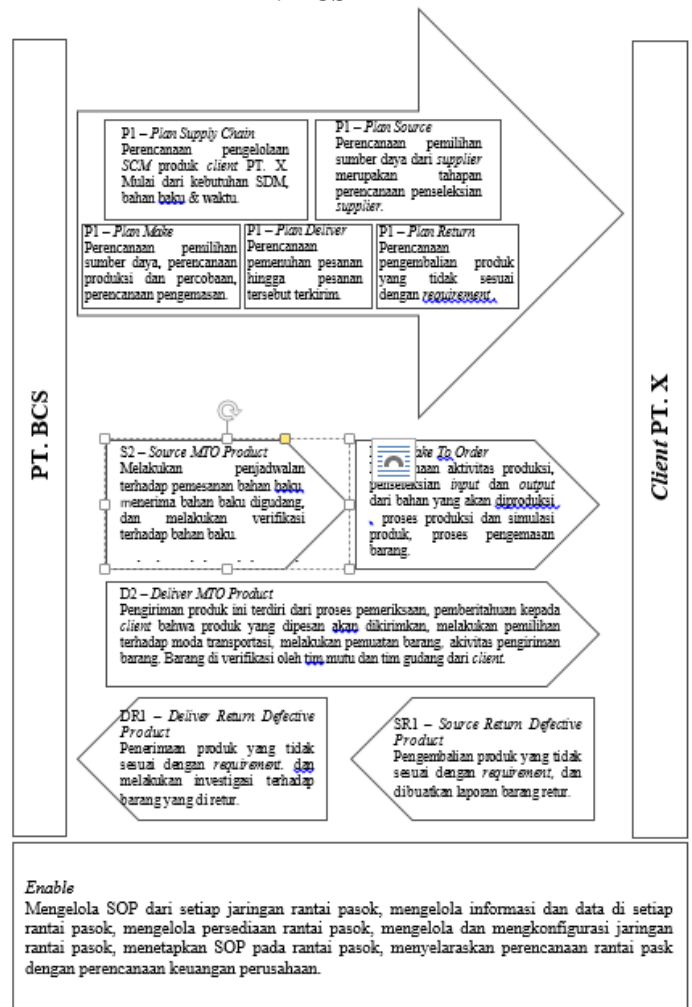 PT. BCS
P1 – Plan Supply Chain
Perencanaan pengelolaan
SCM produk client PT. X.
Mulai dari kebutuhan SDM,
bahan baku & waktu.
P1 – Plan Source
Perencanaan pemilihan
sumber daya dari supplier
merupakan tahapan
perencanaan penseleksian
supplier.
P1 – Plan Make
Perencanaan pemilihan
sumber daya, perencanaan
produksi dan percobaan,
perencanaan pengemasan.
P1 – Plan Deliver
Perencanaan
pemenuhan pesanan
hingga pesanan
tersebut terkirim.
P1 – Plan Return
Perencanaan
pengembalian produk
yang tidak sesuai
dengan requirement.
S2 – Source MTO Product
Melakukan penjadwalan
terhadap pemesanan bahan baku,
menerima bahan baku digudang,
dan melakukan verifikasi
terhadap bahan baku.
To Order
aktivitas produksi,
penseleksian input dan output
dari bahan yang akan diproduksi
, proses produksi dan simulasi
produk, proses pengemasan
barang.
D2 – Deliver MTO Product
Pengiriman produk ini terdiri dari proses pemeriksaan, pemberitahuan kepada
client bahwa produk yang dipesan akan dikirimkan, melakukan pemilihan
terhadap moda transportasi, melakukan pemuatan barang, akivitas pengiriman
barang. Barang di verifikasi oleh tim mutu dan tim gudang dari client.
DR1 – Deliver Return Defective
Product
Penerimaan produk yang tidak
sesuai dengan requirement. dan
melakukan investigasi terhadap
barang yang di retur.
SR1 – Source Return Defective
Product
Pengembalian produk yang tidak
sesuai dengan requirement, dan
dibuatkan laporan barang retur.
Client PT. X
Enable
Mengelola SOP dari setiap jaringan rantai pasok, mengelola informasi dan data di setiap
rantai pasok, mengelola persediaan rantai pasok, mengelola dan mengkonfigurasi jaringan
rantai pasok, menetapkan SOP pada rantai pasok, menyelaraskan perencanaan rantai pask
dengan perencanaan keuangan perusahaan.